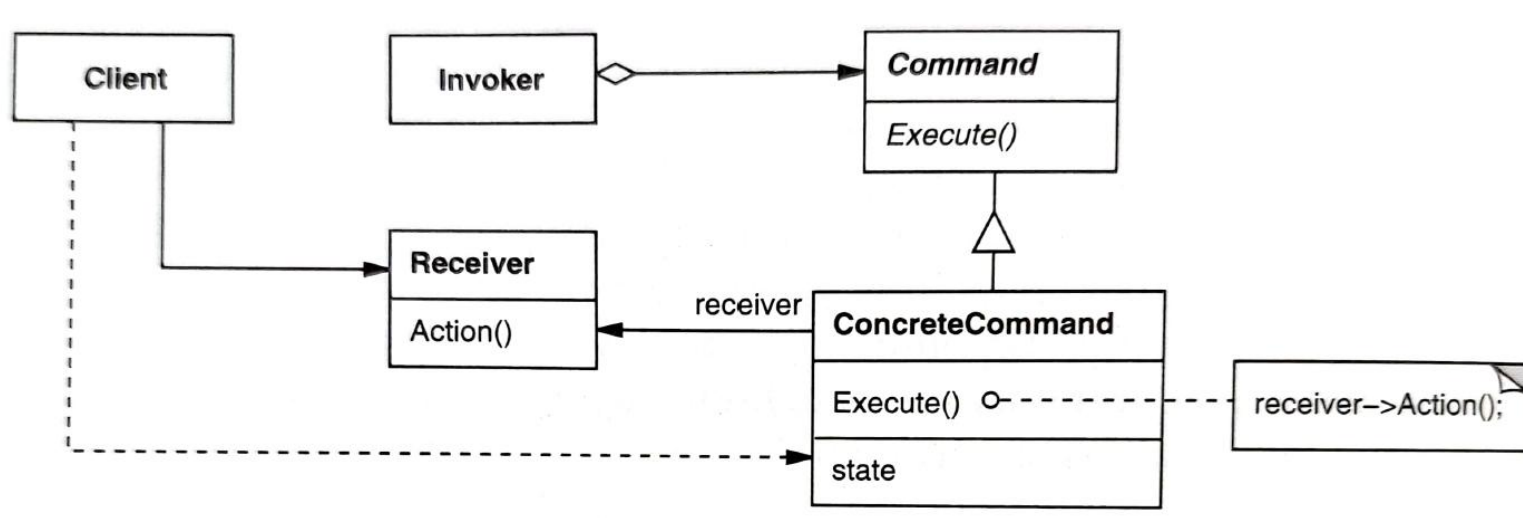 Client
Invoker
Command
Execute()
Receiver
Action()
receiver
ConcreteCommand
Execute()
receiver–>Action();
state